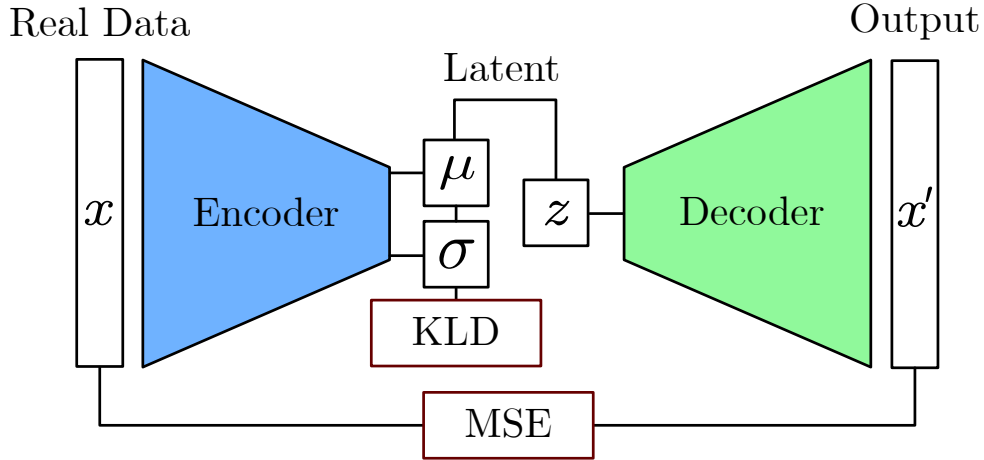 Real Data
Output
Latent
x
Encoder
μ
σ
KLD
z
Decoder
x′
MSE